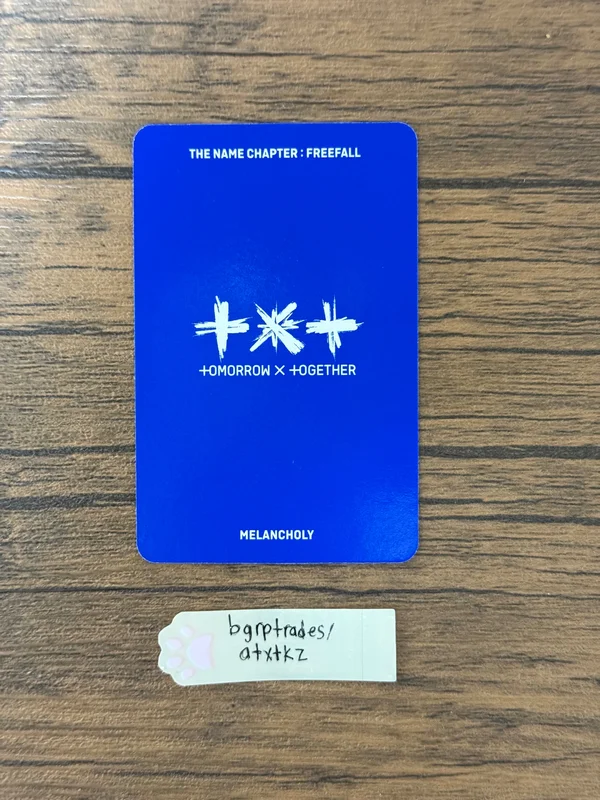 THE NAME CHAPTER : FREEFALL
+x+
+OMORROW × +OGETHER
MELANCHOLY
bgrptrades/
atxtkz